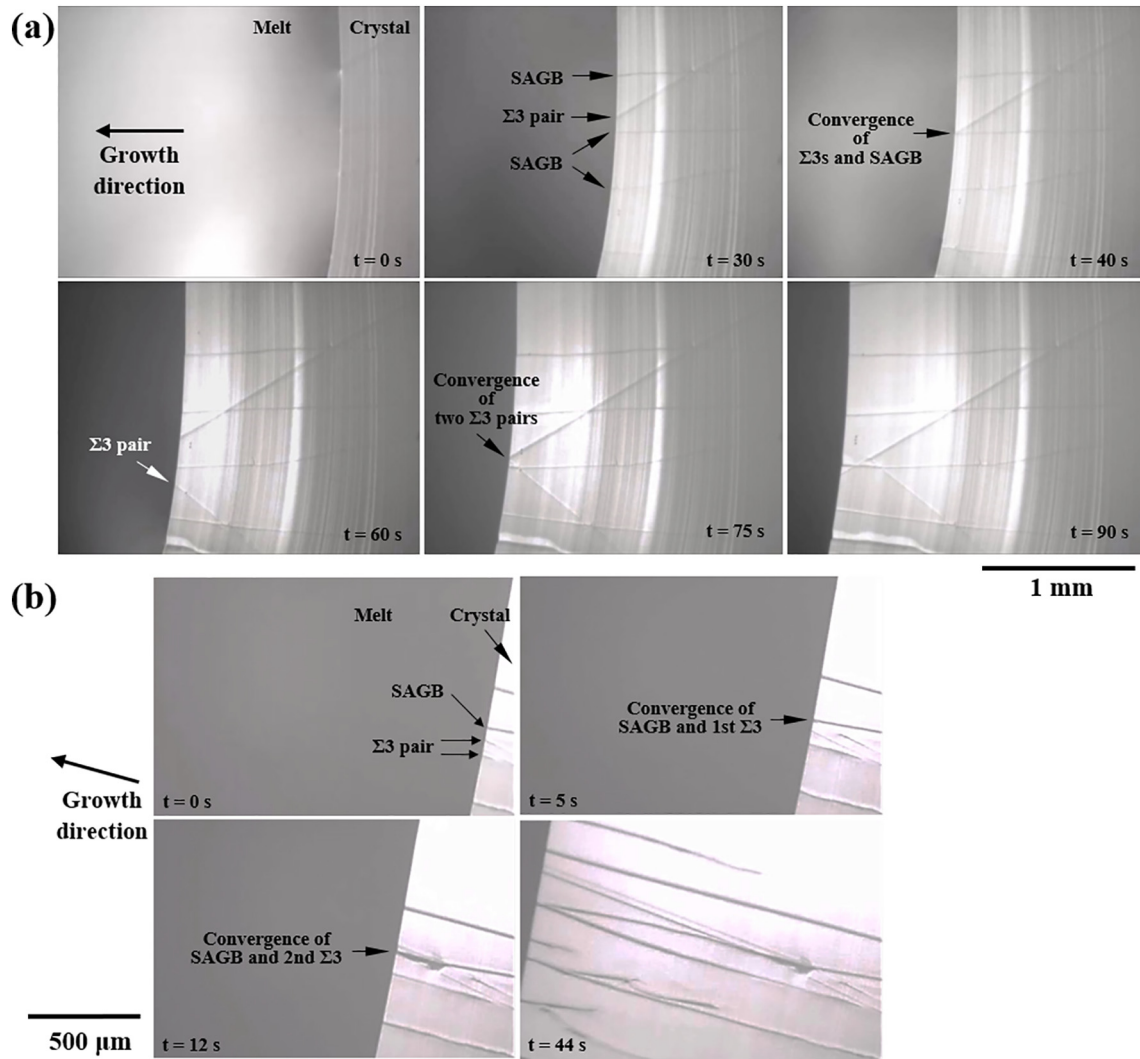 (a)
Melt
Crystal
Growth
direction
t = 0 s
SAGB
Σ3 pair
SAGB
t = 30 s
Convergence
of
Σ3s and SAGB
t = 40 s
Σ3 pair
t = 60 s
Convergence
of
two Σ3 pairs
t = 75 s
t = 90 s
1 mm
(b)
Melt
Crystal
SAGB
Σ3 pair
t = 0 s
Convergence of
SAGB and 1st Σ3
t = 5 s
Growth
direction
Convergence of
SAGB and 2nd Σ3
t = 12 s
t = 44 s
500 μm